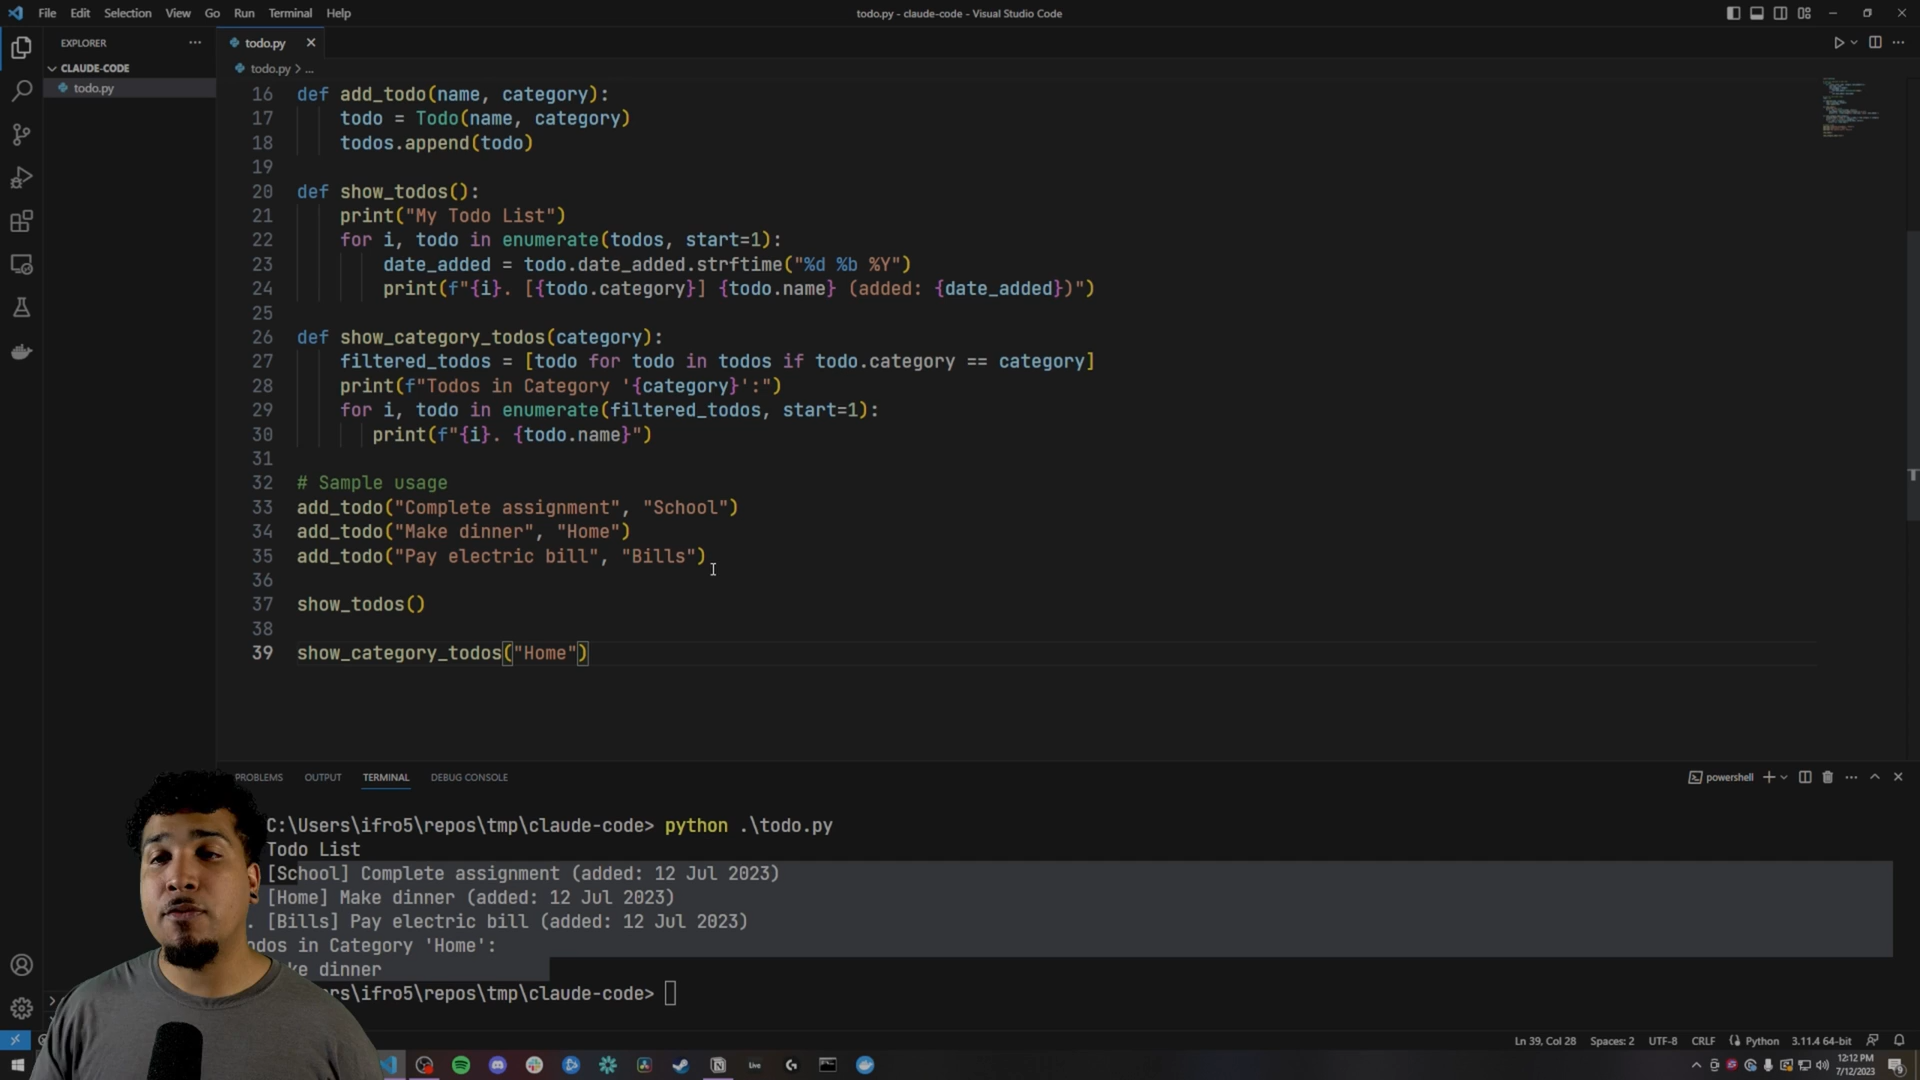 File Edit Selection View Go Run Terminal Help
todo.py - claude-code - Visual Studio Code
EXPLORER
CLAUDE-CODE
todo.py
todo.py
todo.py > ...
16 def add_todo(name, category):
17 todo = Todo(name, category)
18 todos.append(todo)
19
20 def show_todos():
21 print("My Todo List")
22 for i, todo in enumerate(todos, start=1):
23 date_added = todo.date_added.strftime("%d %b %Y")
24 print(f"{i}. [{todo.category}] {todo.name} (added: {date_added})")
25
26 def show_category_todos(category):
27 filtered_todos = [todo for todo in todos if todo.category == category]
28 print(f"Todos in Category '{category}':")
29 for i, todo in enumerate(filtered_todos, start=1):
30 print(f"{i}. {todo.name}")
31
32 # Sample usage
33 add_todo("Complete assignment", "School")
34 add_todo("Make dinner", "Home")
35 add_todo("Pay electric bill", "Bills")
36
37 show_todos()
38
39 show_category_todos("Home")
PROBLEMS OUTPUT TERMINAL DEBUG CONSOLE
powershell
C:\Users\ifro5\repos\tmp\claude-code> python .\todo.py
Todo List
[School] Complete assignment (added: 12 Jul 2023)
[Home] Make dinner (added: 12 Jul 2023)
. [Bills] Pay electric bill (added: 12 Jul 2023)
odos in Category 'Home':
ke dinner
rs\ifro5\repos\tmp\claude-code>
Ln 39, Col 28 Spaces: 2 UTF-8 CRLF Python 3.11.4 64-bit
Live
12:12 PM
7/12/2023